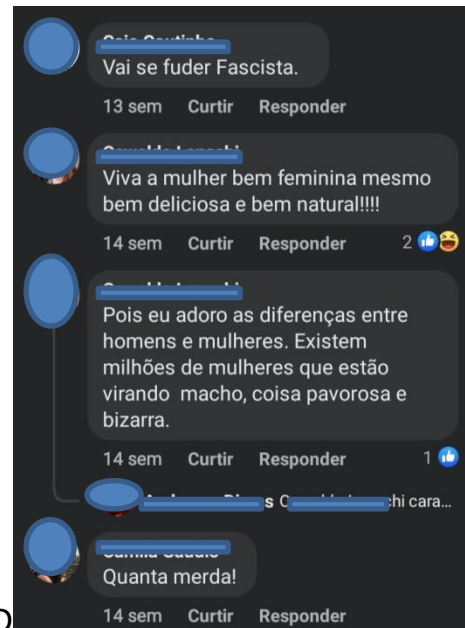 Vai se fuder Fascista.
13 sem Curtir Responder
Viva a mulher bem feminina mesmo
bem deliciosa e bem natural!!!!
14 sem Curtir Responder 2
Pois eu adoro as diferenças entre
homens e mulheres. Existem
milhões de mulheres que estão
virando macho, coisa pavorosa e
bizarra.
14 sem Curtir Responder 1
cara...
Quanta merda!
14 sem Curtir Responder